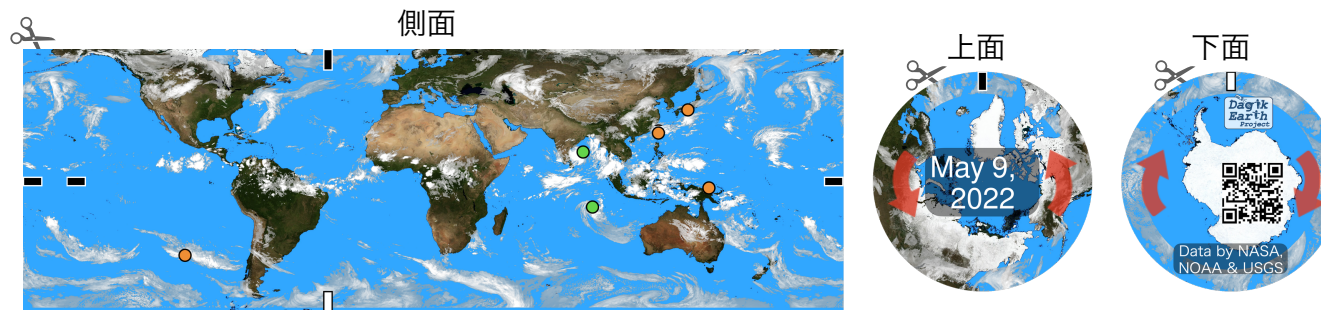 側面
上面
下面
May 9,
2022
Dagik
Earth
Project
Data by NASA,
NOAA & USGS